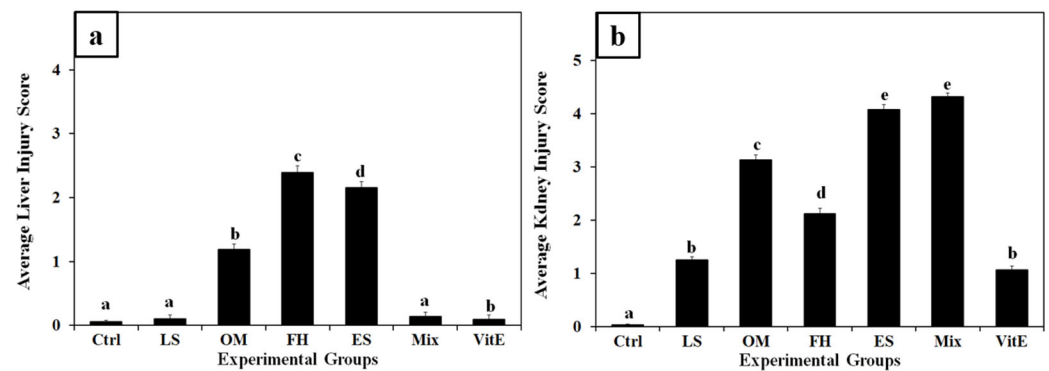 a
Average Liver Injury Score
4
3
2
1
0
a
a
b
c
d
a
b
Ctrl LS OM FH ES Mix VitE
Experimental Groups
b
Average Kdney Injury Score
5
4
3
2
1
0
a
b
c
d
e
e
b
Ctrl LS OM FH ES Mix VitE
Experimental Groups